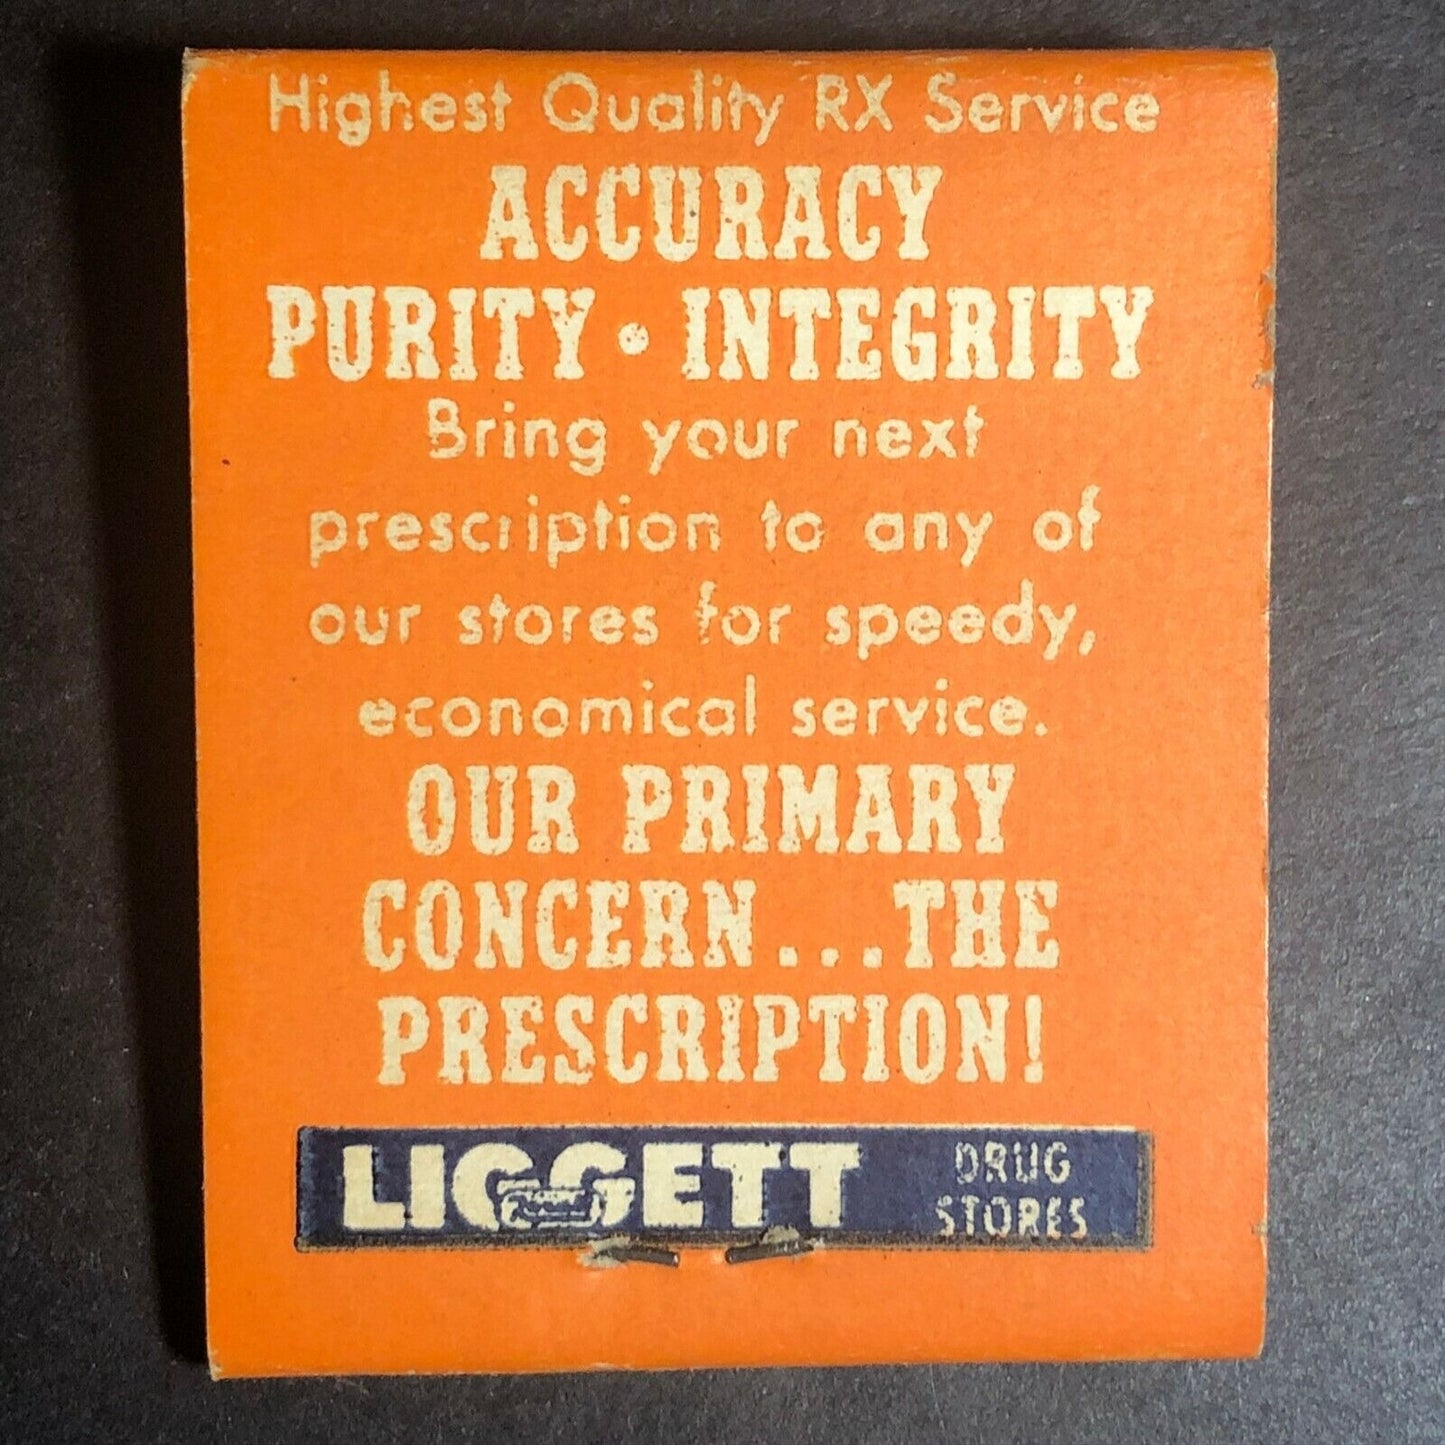 Highest Quality RX Service
ACCURACY
PURITY • INTEGRITY
Bring your next
prescription to any of
our stores for speedy,
economical service.
OUR PRIMARY
CONCERN...THE
PRESCRIPTION!
LIGGETT DRUG
STORES